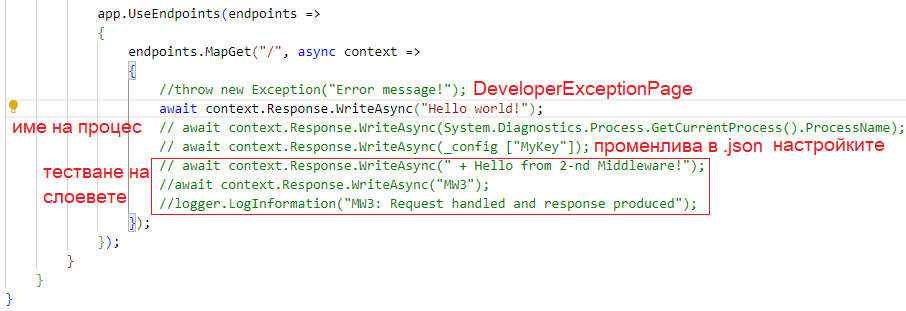 app.UseEndpoints(endpoints =>
{
endpoints.MapGet("/", async context =>
{
//throw new Exception("Error message!"); DeveloperExceptionPage
await context.Response.WriteAsync("Hello world!");
име на процес // await context.Response.WriteAsync(System.Diagnostics.Process.GetCurrentProcess().ProcessName);
// await context.Response.WriteAsync(_config ["MyKey"]); променлива в .json настройките
тестване на // await context.Response.WriteAsync(" + Hello from 2-nd Middleware!");
слоевете //await context.Response.WriteAsync("MW3");
//logger.LogInformation("MW3: Request handled and response produced");
});
});
}
}
}